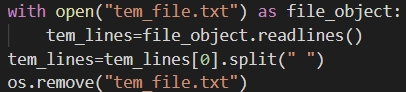 with open("tem_file.txt") as file_object:
    tem_lines=file_object.readlines()
tem_lines=tem_lines[0].split(" ")
os.remove("tem_file.txt")